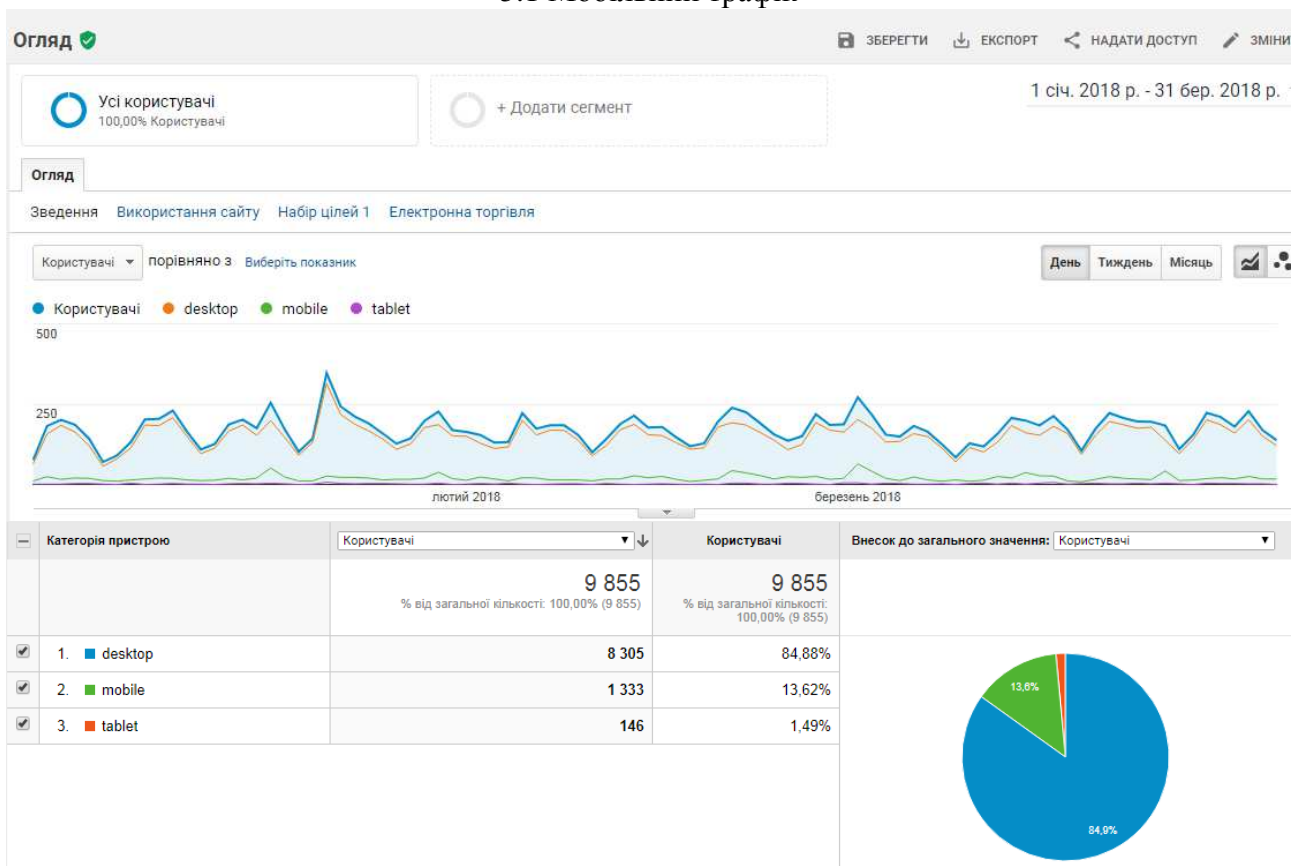 Огляд
ЗБЕРЕГТИ ЕКСПОРТ НАДАТИ ДОСТУП ЗМІНИ
Усі користувачі
100,00% Користувачі
+ Додати сегмент
1 січ. 2018 р. - 31 бер. 2018 р.
Огляд
Зведення Використання сайту Набір цілей 1 Електронна торгівля
Користувачі порівняно з Виберіть показник
День Тиждень Місяць
Користувачі desktop mobile tablet
500
250
лютий 2018 березень 2018
Категорія пристрою Користувачі Користувачі Внесок до загального значення: Користувачі
9 855 9 855
% від загальної кількості: 100,00% (9 855) % від загальної кількості:
100,00% (9 855)
1. desktop 8 305 84,88%
2. mobile 1 333 13,62%
3. tablet 146 1,49%
13,6%
84,9%